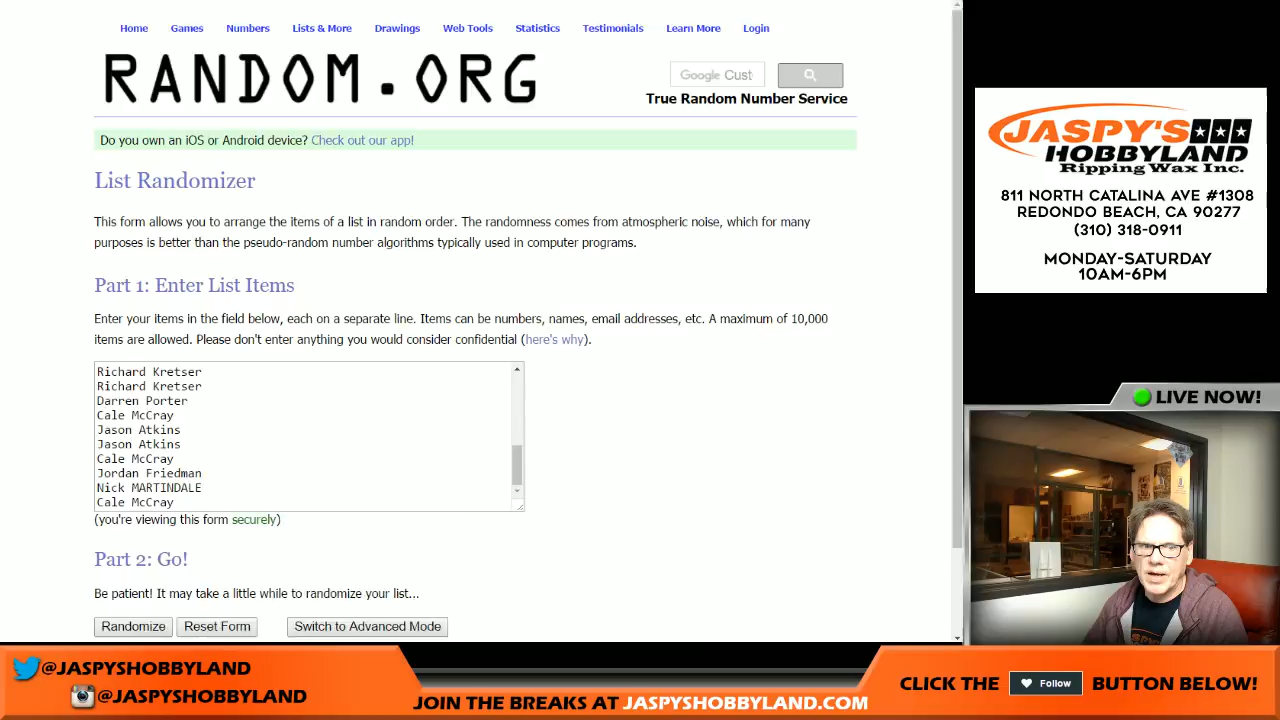 Home Games Numbers Lists & More Drawings Web Tools Statistics Testimonials Learn More Login
RANDOM.ORG
Google Cust
True Random Number Service
Do you own an iOS or Android device? Check out our app!
List Randomizer
This form allows you to arrange the items of a list in random order. The randomness comes from atmospheric noise, which for many
purposes is better than the pseudo-random number algorithms typically used in computer programs.
Part 1: Enter List Items
Enter your items in the field below, each on a separate line. Items can be numbers, names, email addresses, etc. A maximum of 10,000
items are allowed. Please don't enter anything you would consider confidential (here's why).
Richard Kretser
Richard Kretser
Darren Porter
Cale McCray
Jason Atkins
Jason Atkins
Cale McCray
Jordan Friedman
Nick MARTINDALE
Cale McCray
(you're viewing this form securely)
Part 2: Go!
Be patient! It may take a little while to randomize your list...
Randomize Reset Form Switch to Advanced Mode
JASPY'S
HOBBYLAND
Ripping Wax Inc.
811 NORTH CATALINA AVE #1308
REDONDO BEACH, CA 90277
(310) 318-0911
MONDAY-SATURDAY
10AM-6PM
LIVE NOW!
@JASPYSHOBBYLAND
@JASPYSHOBBYLAND
JOIN THE BREAKS AT JASPYSHOBBYLAND.COM
CLICK THE Follow BUTTON BELOW!